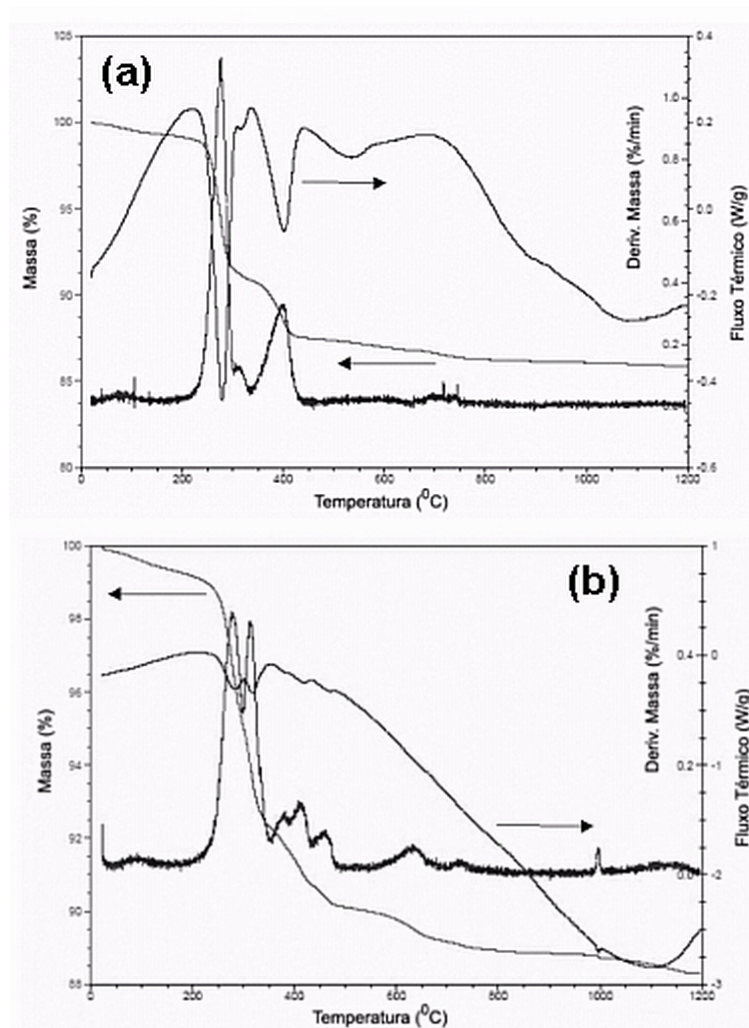 (a)
105
100
95
90
85
80
Massa (%)
0 200 400 600 800 1000 1200
Temperatura (⁰C)
1.0
0.8
0.6
0.4
0.2
Deriv. Massa (%/min)
0.4
0.2
0.0
-0.2
-0.4
-0.6
Fluxo Térmico (W/g)
(b)
100
98
96
94
92
90
88
Massa (%)
0 200 400 600 800 1000 1200
Temperatura (⁰C)
0.4
0.2
0.0
Deriv. Massa (%/min)
1
0
-1
-2
-3
Fluxo Térmico (W/g)